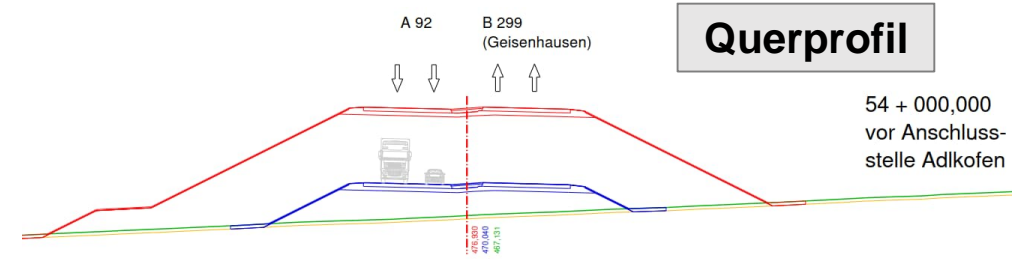 A 92
B 299
(Geisenhausen)
Querprofil
54 + 000,000
vor Anschluss-
stelle Adlkofen
476,930
470,040
467,131